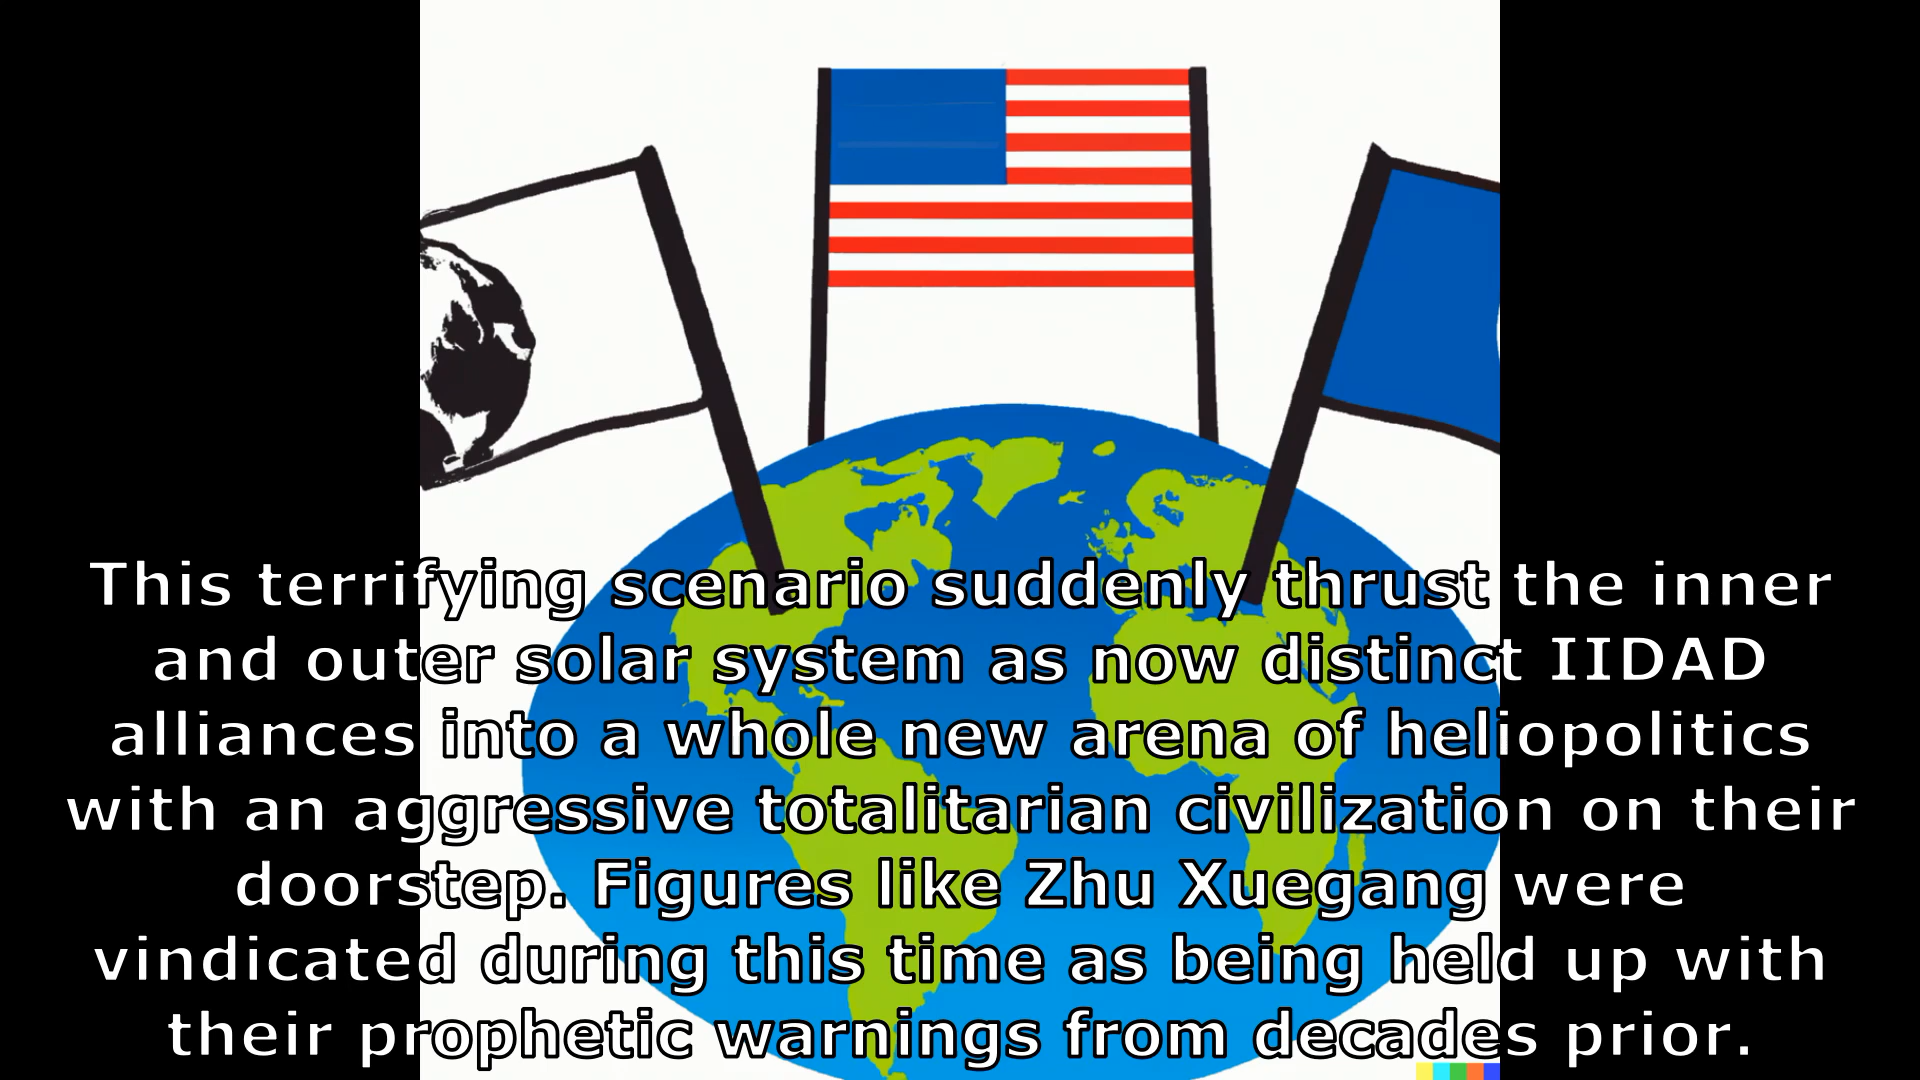 This terrifying scenario suddenly thrust the inner
and outer solar system as now distinct IIDAD
alliances into a whole new arena of heliopolitics
with an aggressive totalitarian civilization on their
doorstep. Figures like Zhu Xuegang were
vindicated during this time as being held up with
their prophetic warnings from decades prior.